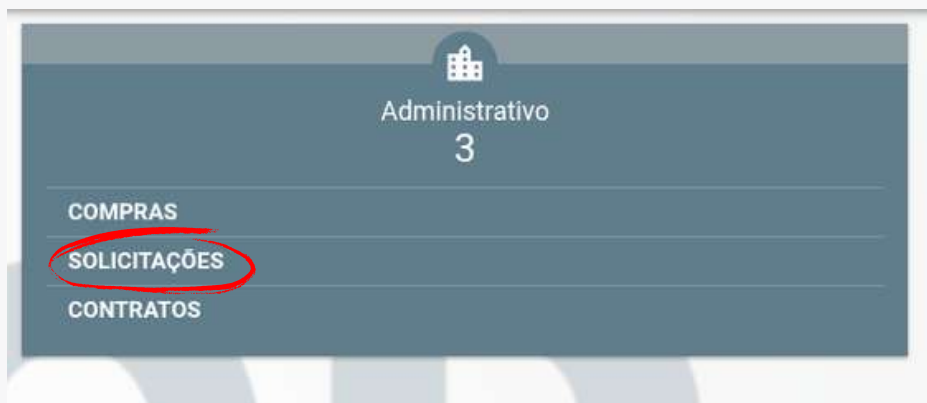 Administrativo
3
COMPRAS
SOLICITAÇÕES
CONTRATOS